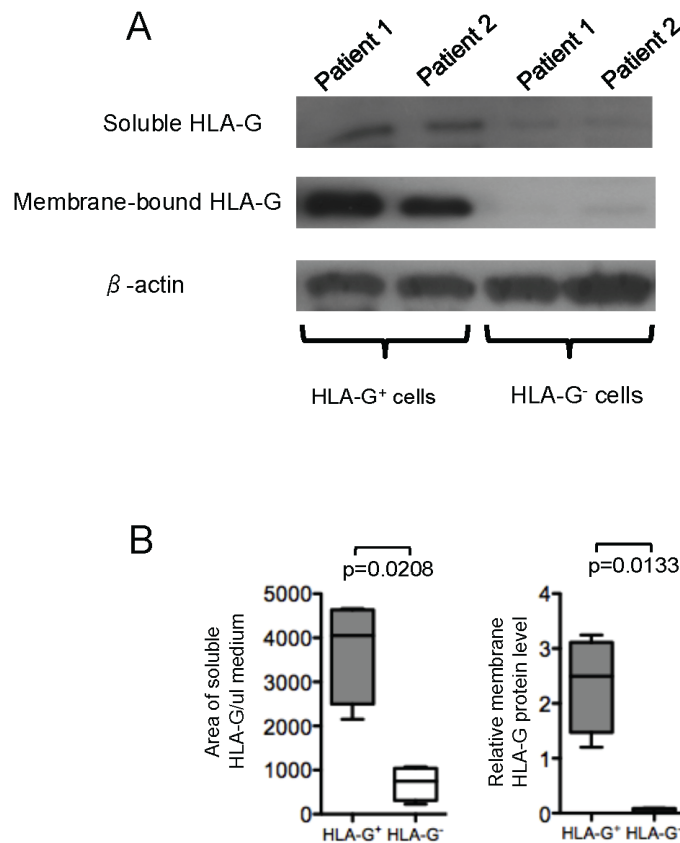 A
Patient 1
Patient 2
Patient 1
Patient 2
Soluble HLA-G
Membrane-bound HLA-G
β-actin
HLA-G⁺ cells
HLA-G⁻ cells
B
p=0.0208
5000
4000
3000
2000
1000
0
Area of soluble
HLA-G/ul medium
HLA-G⁺ HLA-G⁻
p=0.0133
4
3
2
1
0
Relative membrane
HLA-G protein level
HLA-G⁺ HLA-G⁻